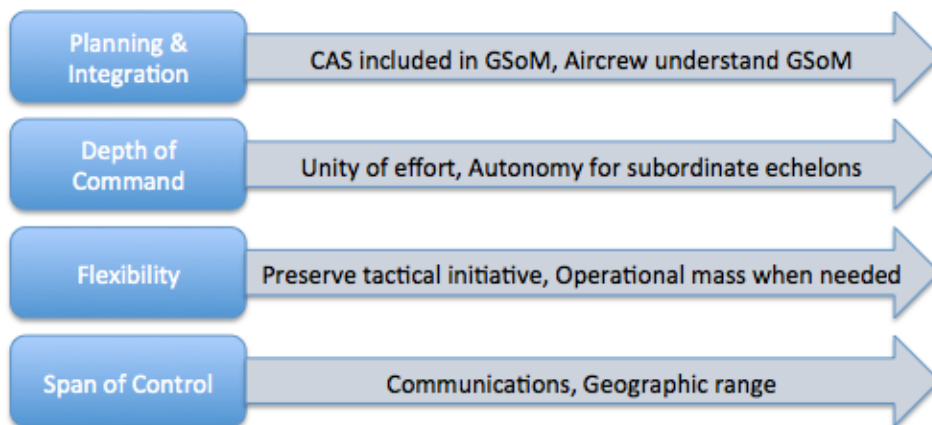 Planning &
Integration
CAS included in GSoM, Aircrew understand GSoM
Depth of
Command
Unity of effort, Autonomy for subordinate echelons
Flexibility
Preserve tactical initiative, Operational mass when needed
Span of Control
Communications, Geographic range